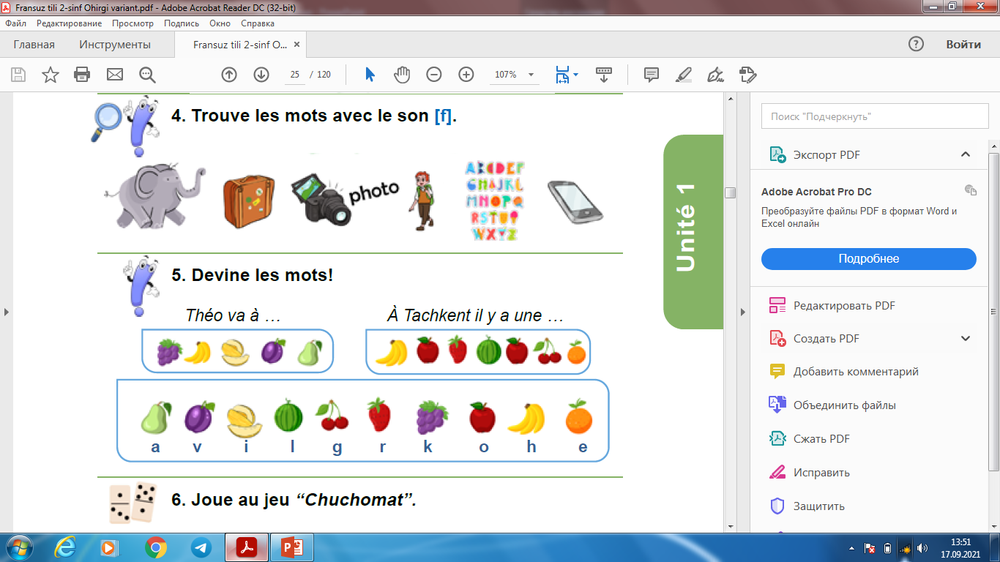 Fransuz tili 2-sinf Ohirgi variant.pdf - Adobe Acrobat Reader DC (32-bit)
Файл Редактирование Просмотр Подпись Окно Справка
Главная Инструменты Fransuz tili 2-sinf O... × Войти
25 / 120 107%
4. Trouve les mots avec le son [f].
photo
ABCDEF
GHIJKL
MNOPQ
RSTUV
WXYZ
Unité 1
5. Devine les mots!
Théo va à …
À Tachkent il y a une …
a v i l g r k o h e
6. Joue au jeu “Chuchomat”.
Поиск "Подчеркнуть"
Экспорт PDF
Adobe Acrobat Pro DC
Преобразуйте файлы PDF в формат Word и
Excel онлайн
Подробнее
Редактировать PDF
Создать PDF
Добавить комментарий
Объединить файлы
Сжать PDF
Исправить
Защитить
13:51
17.09.2021